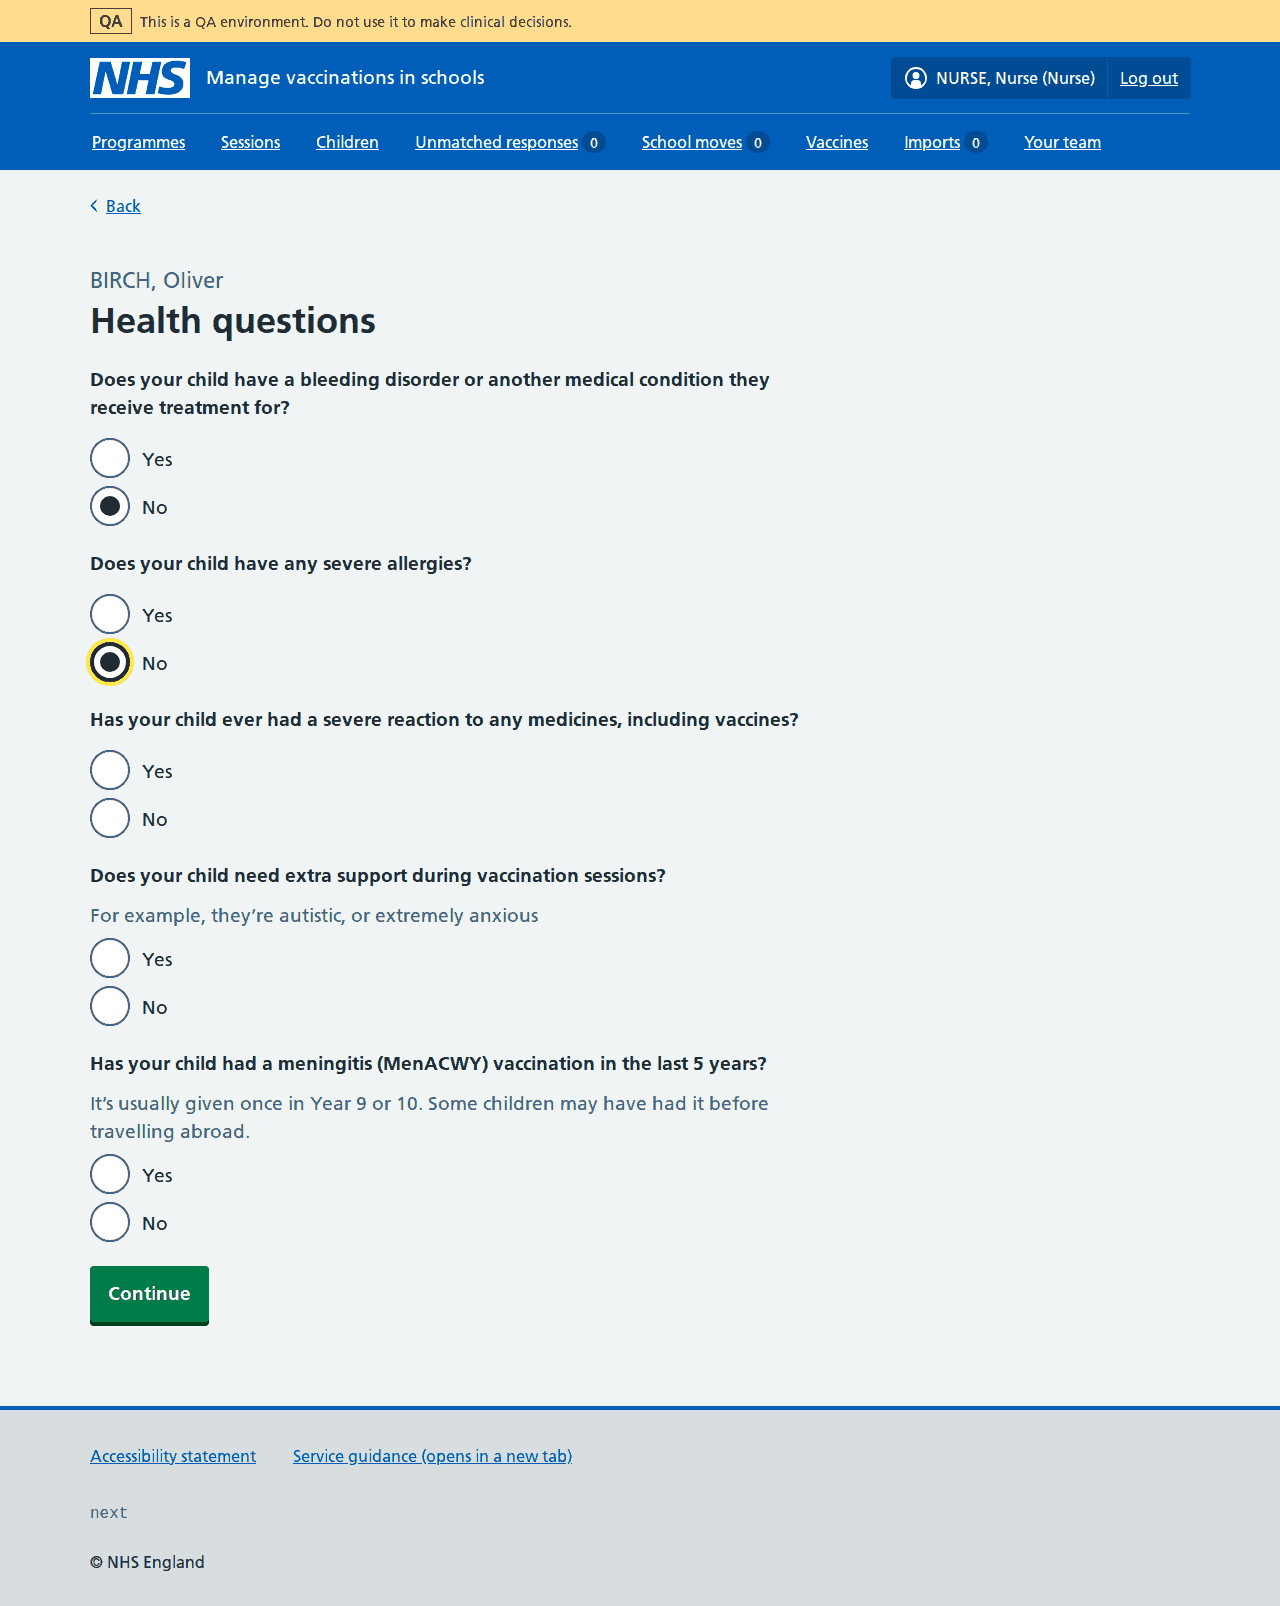 QA This is a QA environment. Do not use it to make clinical decisions.
NHS Manage vaccinations in schools NURSE, Nurse (Nurse) Log out
Programmes Sessions Children Unmatched responses 0 School moves 0 Vaccines Imports 0 Your team
Back
BIRCH, Oliver
Health questions
Does your child have a bleeding disorder or another medical condition they
receive treatment for?
Yes
No
Does your child have any severe allergies?
Yes
No
Has your child ever had a severe reaction to any medicines, including vaccines?
Yes
No
Does your child need extra support during vaccination sessions?
For example, they’re autistic, or extremely anxious
Yes
No
Has your child had a meningitis (MenACWY) vaccination in the last 5 years?
It’s usually given once in Year 9 or 10. Some children may have had it before
travelling abroad.
Yes
No
Continue
Accessibility statement Service guidance (opens in a new tab)
next
© NHS England